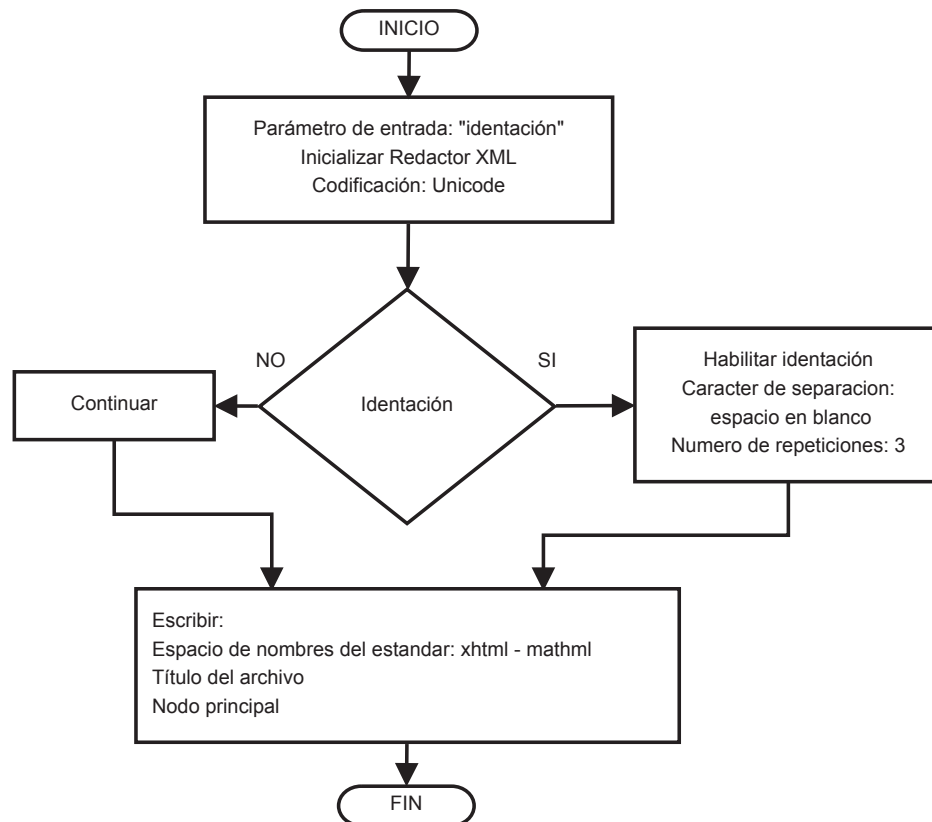 INICIO
Parámetro de entrada: "identación"
Inicializar Redactor XML
Codificación: Unicode
NO
SI
Continuar
Identación
Habilitar identación
Caracter de separacion:
espacio en blanco
Numero de repeticiones: 3
Escribir:
Espacio de nombres del estandar: xhtml - mathml
Título del archivo
Nodo principal
FIN